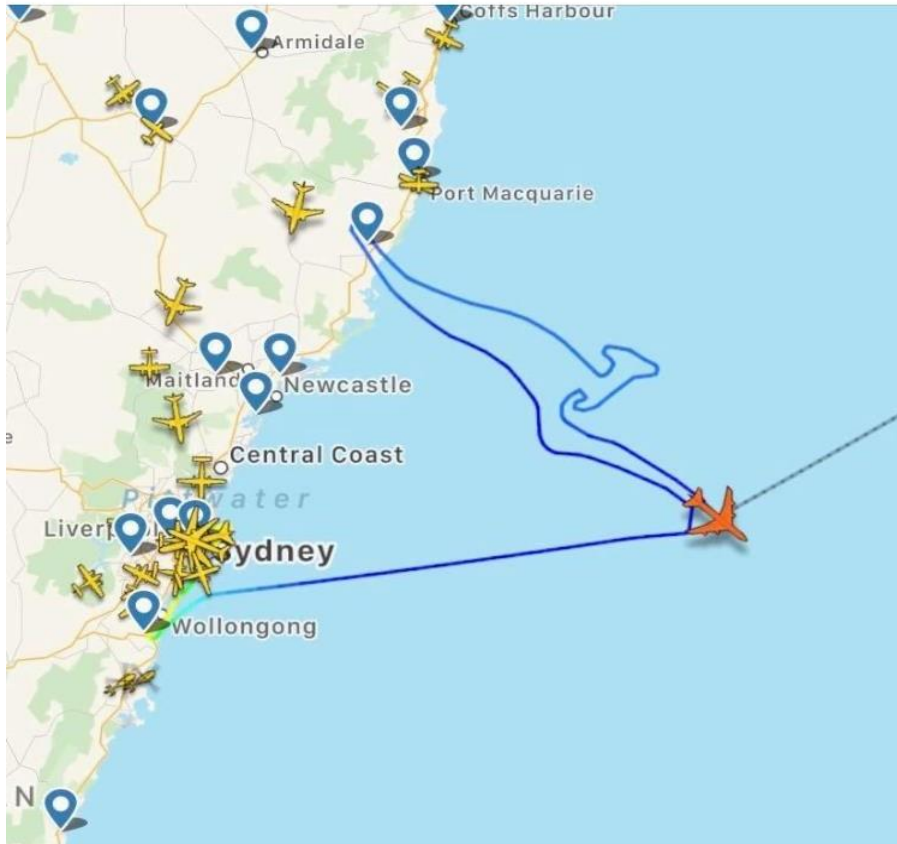 Coffs Harbour
Armidale
Port Macquarie
Maitland
Newcastle
Central Coast
Pittwater
Sydney
Wollongong
N